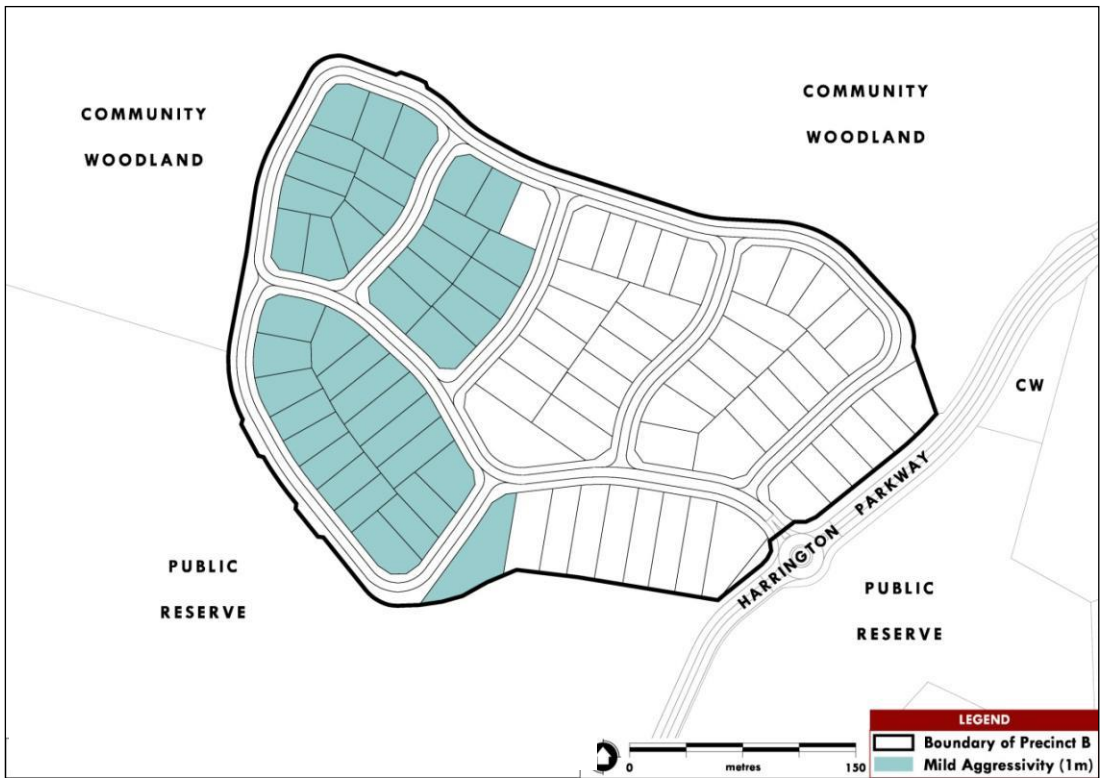 COMMUNITY
WOODLAND
COMMUNITY
WOODLAND
CW
HARRINGTON PARKWAY
PUBLIC
RESERVE
PUBLIC
RESERVE
LEGEND
Boundary of Precinct B
Mild Aggressivity (1m)
0 metres 150